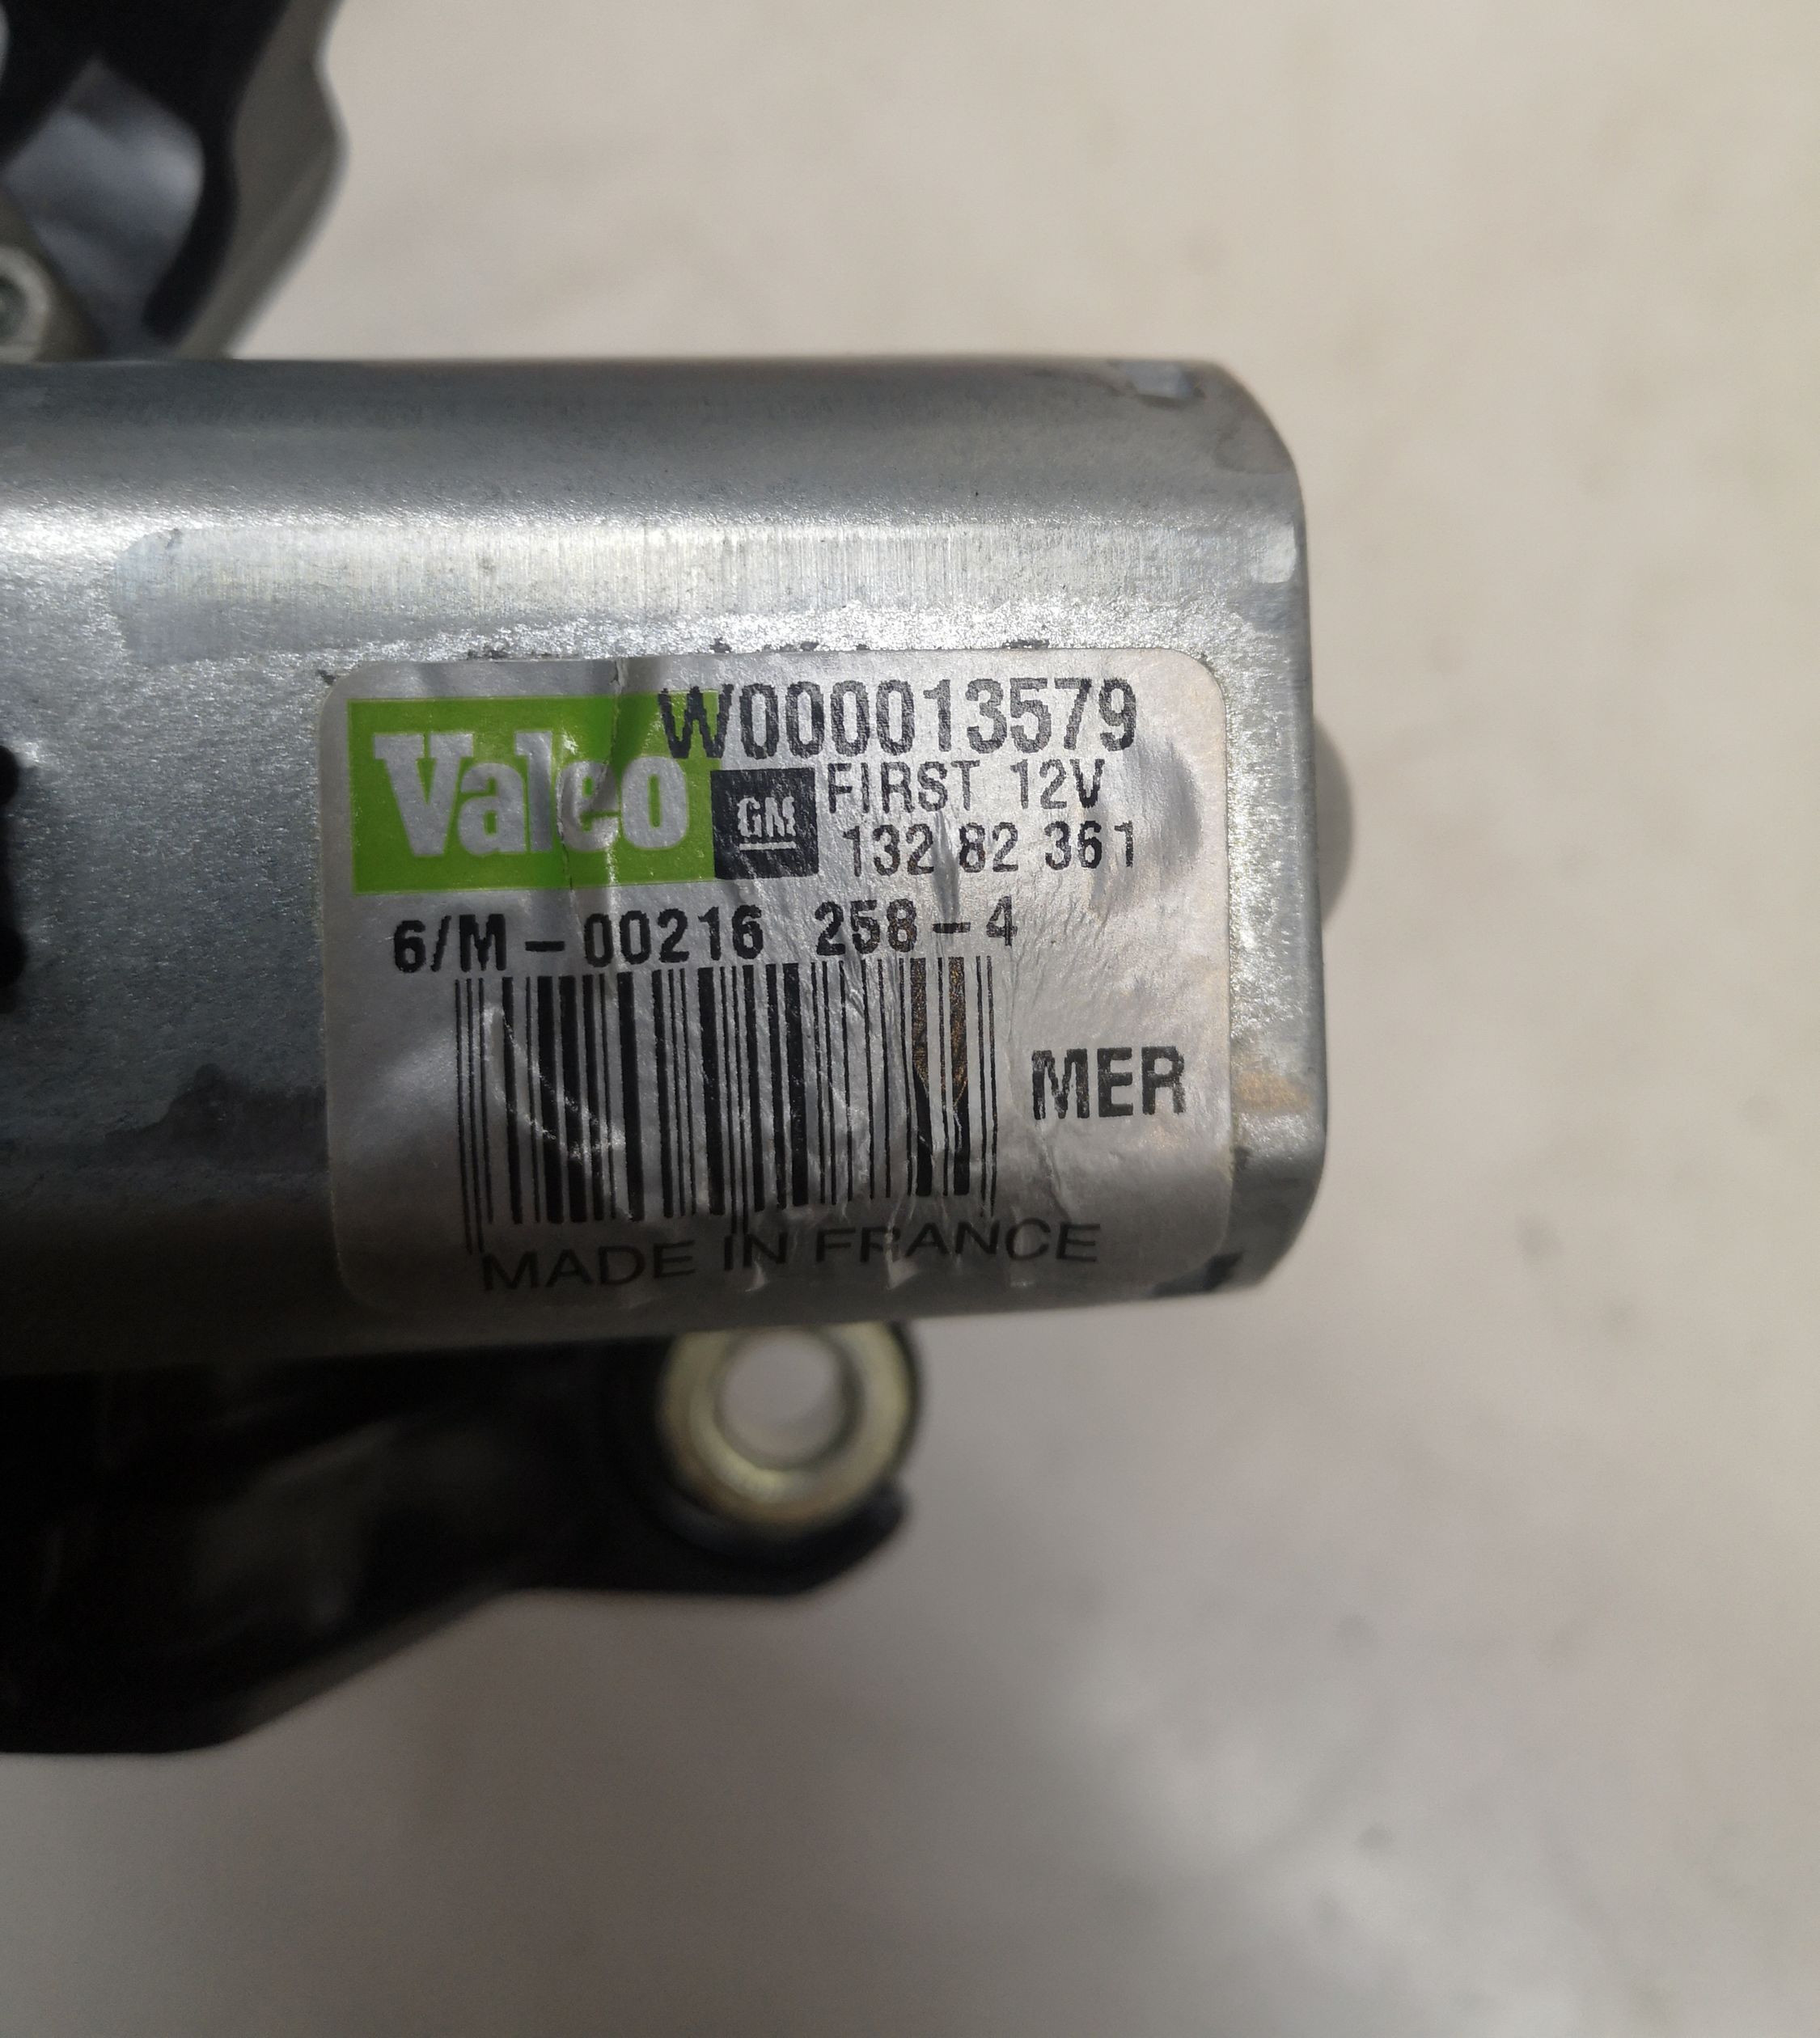 Valeo W000013579
GM FIRST 12V
132 82 361
6/M-00216 258-4
MER
MADE IN FRANCE